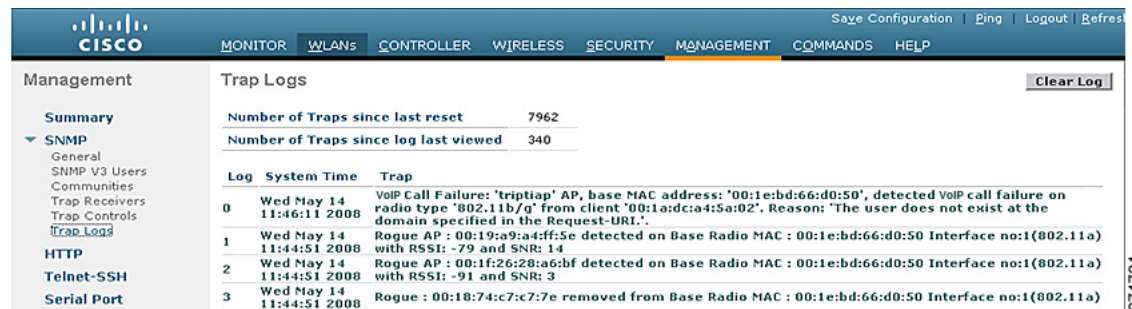 Save Configuration | Ping | Logout | Refres
CISCO
MONITOR WLANs CONTROLLER WIRELESS SECURITY MANAGEMENT COMMANDS HELP
Management
Summary
SNMP
General
SNMP V3 Users
Communities
Trap Receivers
Trap Controls
Trap Logs
HTTP
Telnet-SSH
Serial Port
Trap Logs
Clear Log
Number of Traps since last reset 7962
Number of Traps since log last viewed 340
Log System Time Trap
0 Wed May 14 11:46:11 2008 VoIP Call Failure: 'triptiap' AP, base MAC address: '00:1e:bd:66:d0:50', detected VoIP call failure on
radio type '802.11b/g' from client '00:1a:dc:a4:5a:02'. Reason: 'The user does not exist at the
domain specified in the Request-URI.'.
1 Wed May 14 11:44:51 2008 Rogue AP : 00:19:a9:a4:ff:5e detected on Base Radio MAC : 00:1e:bd:66:d0:50 Interface no:1(802.11a)
with RSSI: -79 and SNR: 14
2 Wed May 14 11:44:51 2008 Rogue AP : 00:1f:26:28:a6:bf detected on Base Radio MAC : 00:1e:bd:66:d0:50 Interface no:1(802.11a)
with RSSI: -91 and SNR: 3
3 Wed May 14 11:44:51 2008 Rogue : 00:18:74:c7:c7:7e removed from Base Radio MAC : 00:1e:bd:66:d0:50 Interface no:1(802.11a)